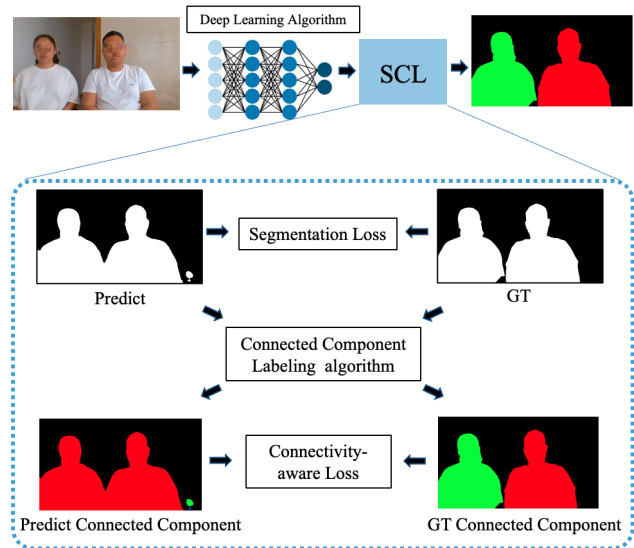 Deep Learning Algorithm
SCL
Segmentation Loss
Predict
GT
Connected Component
Labeling algorithm
Connectivity-
aware Loss
Predict Connected Component
GT Connected Component